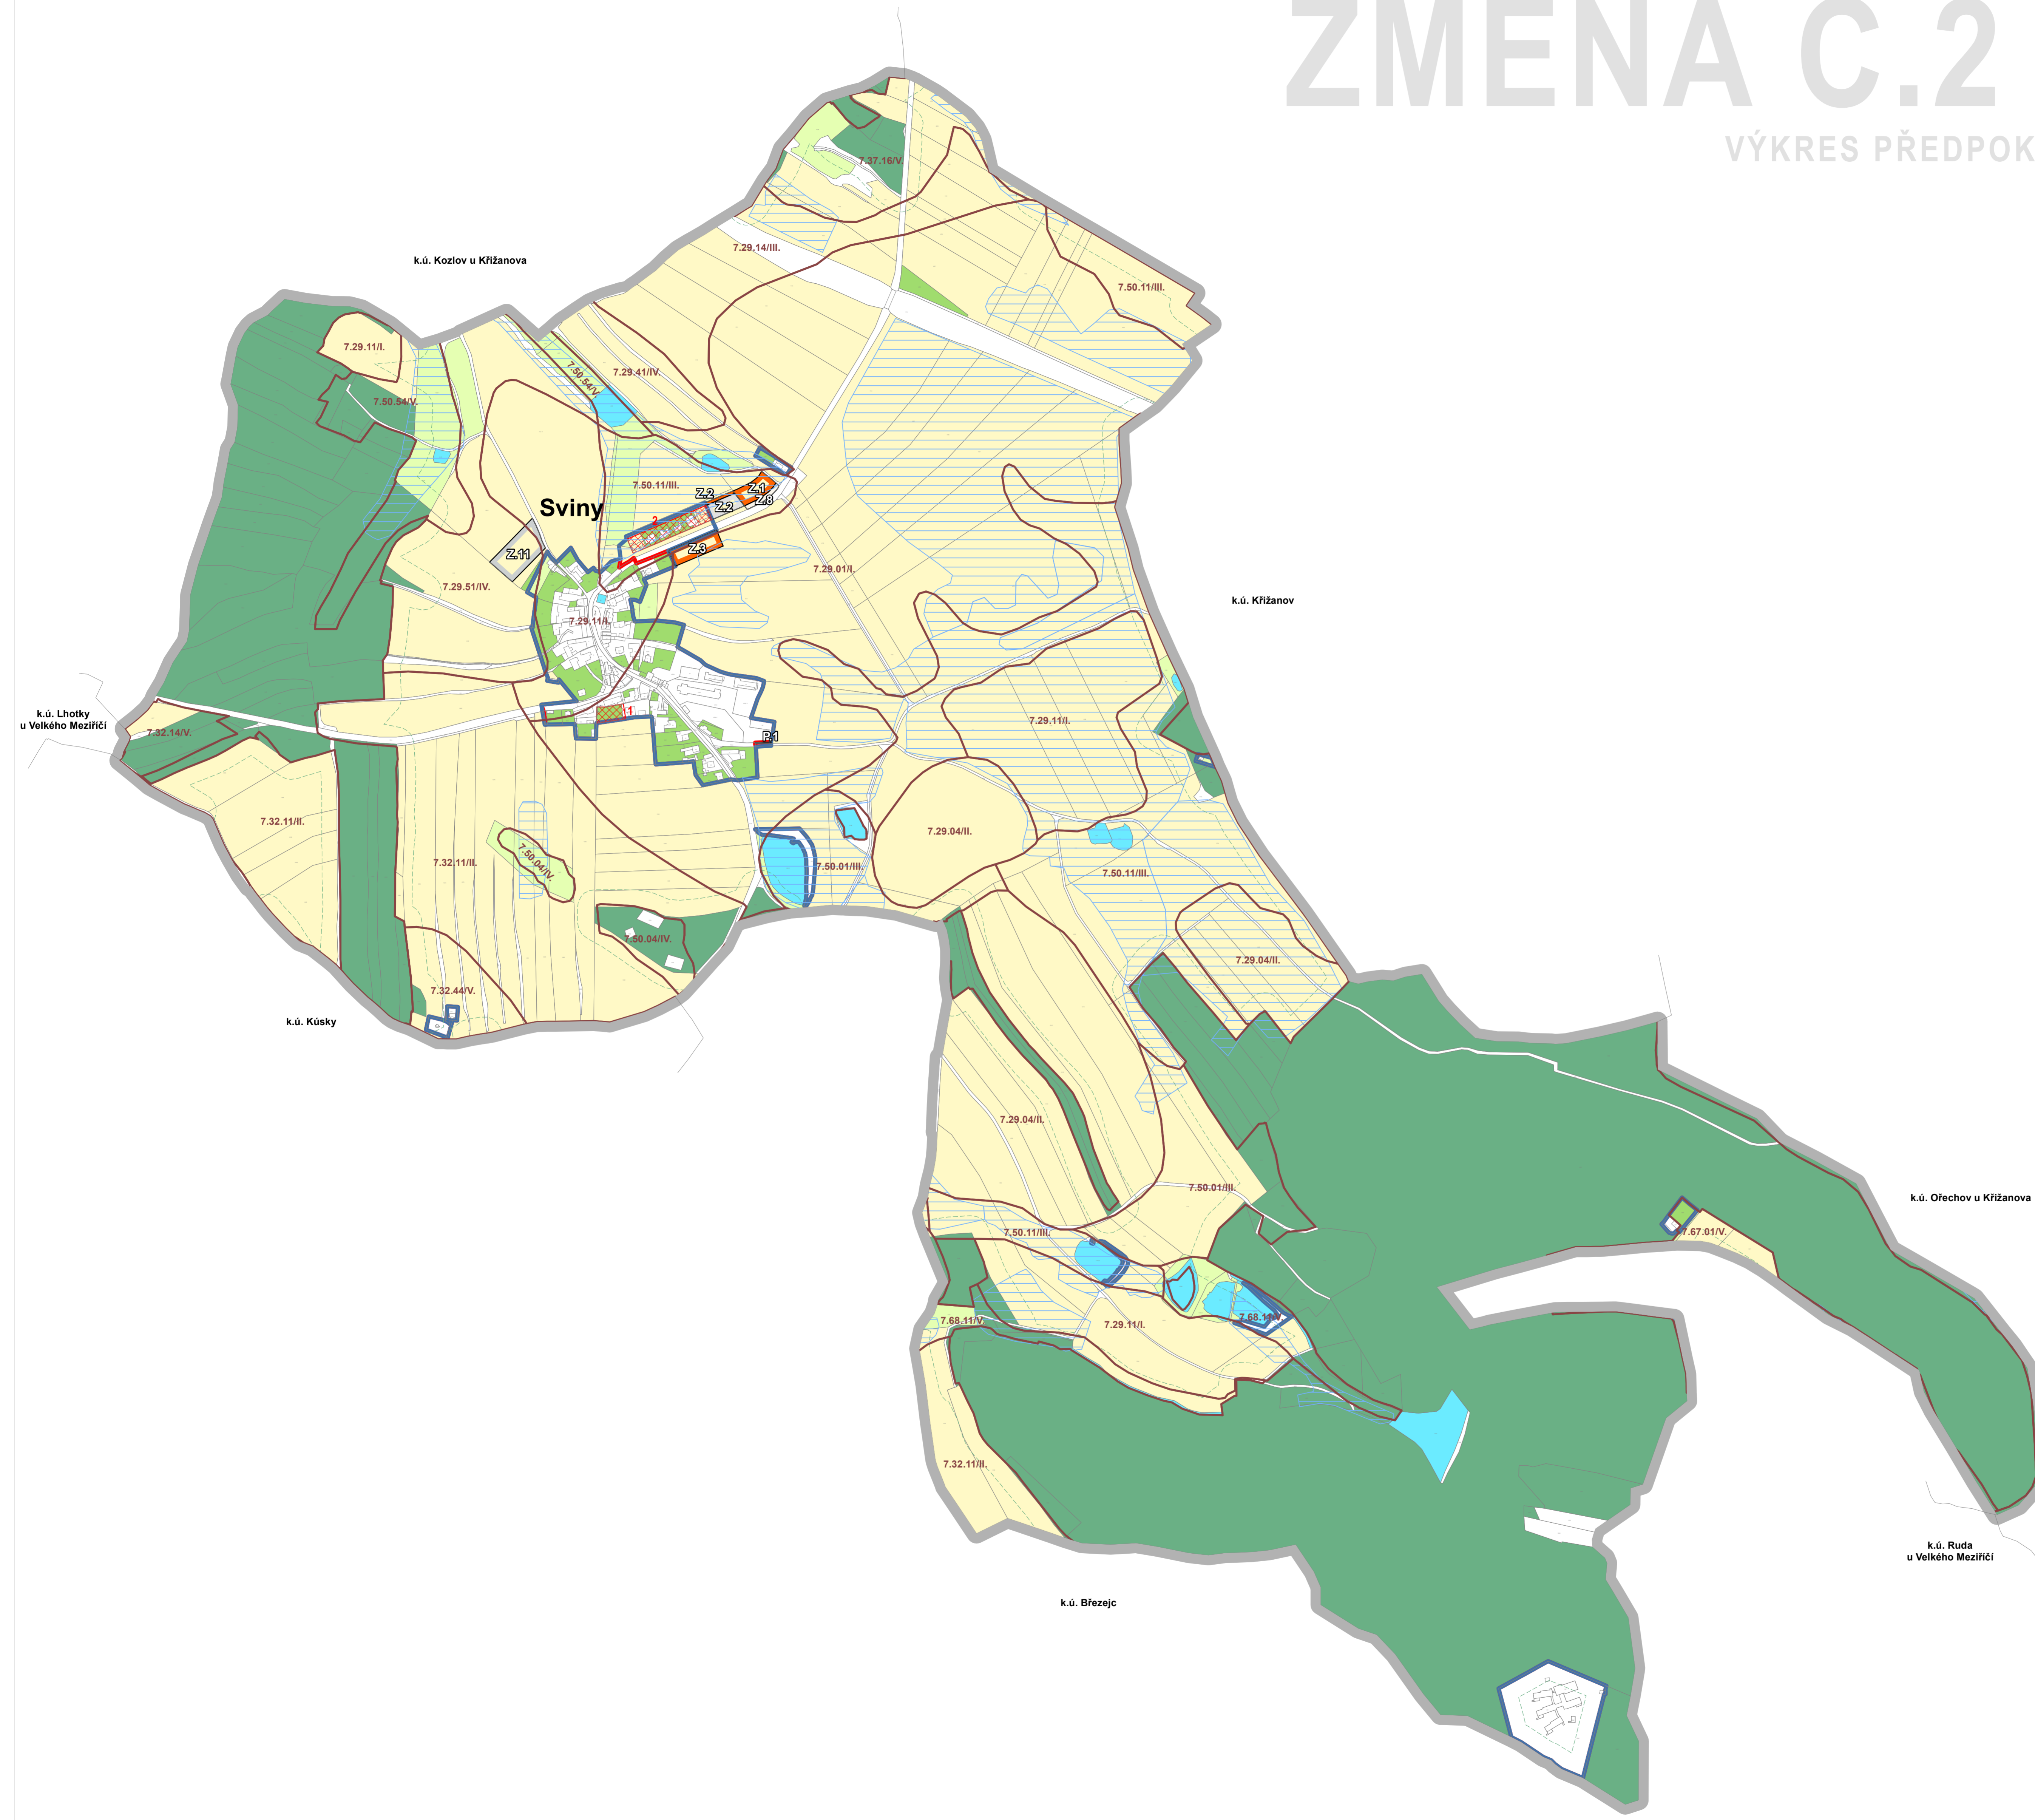 ZMĚNA Č.2
VÝKRES PŘEDPOK
7.37.16/V.
7.29.14/III.
k.ú. Kozlov u Křižanova
7.50.11/III.
7.29.11/I.
7.50.54/V.
7.29.41/IV.
7.50.54/V.
7.50.11/III.
Z.2
Z.1
Z.8
Z.2
Sviny
2
Z.3
Z.11
7.29.01/I.
7.29.51/IV.
k.ú. Křižanov
7.29.11/I.
k.ú. Lhotky
u Velkého Meziříčí
1
7.29.11/I.
7.32.14/V.
P.1
7.32.11/II.
7.29.04/II.
7.32.11/II.
7.50.04/IV.
7.50.01/III.
7.50.11/III.
7.50.04/IV.
7.29.04/II.
7.32.44/V.
k.ú. Kúsky
7.29.04/II.
7.50.01/III.
k.ú. Ořechov u Křižanova
7.50.11/III.
7.67.01/V.
7.68.11/V.
7.29.11/I.
7.68.11/V.
7.32.11/II.
k.ú. Ruda
u Velkého Meziříčí
k.ú. Březejc